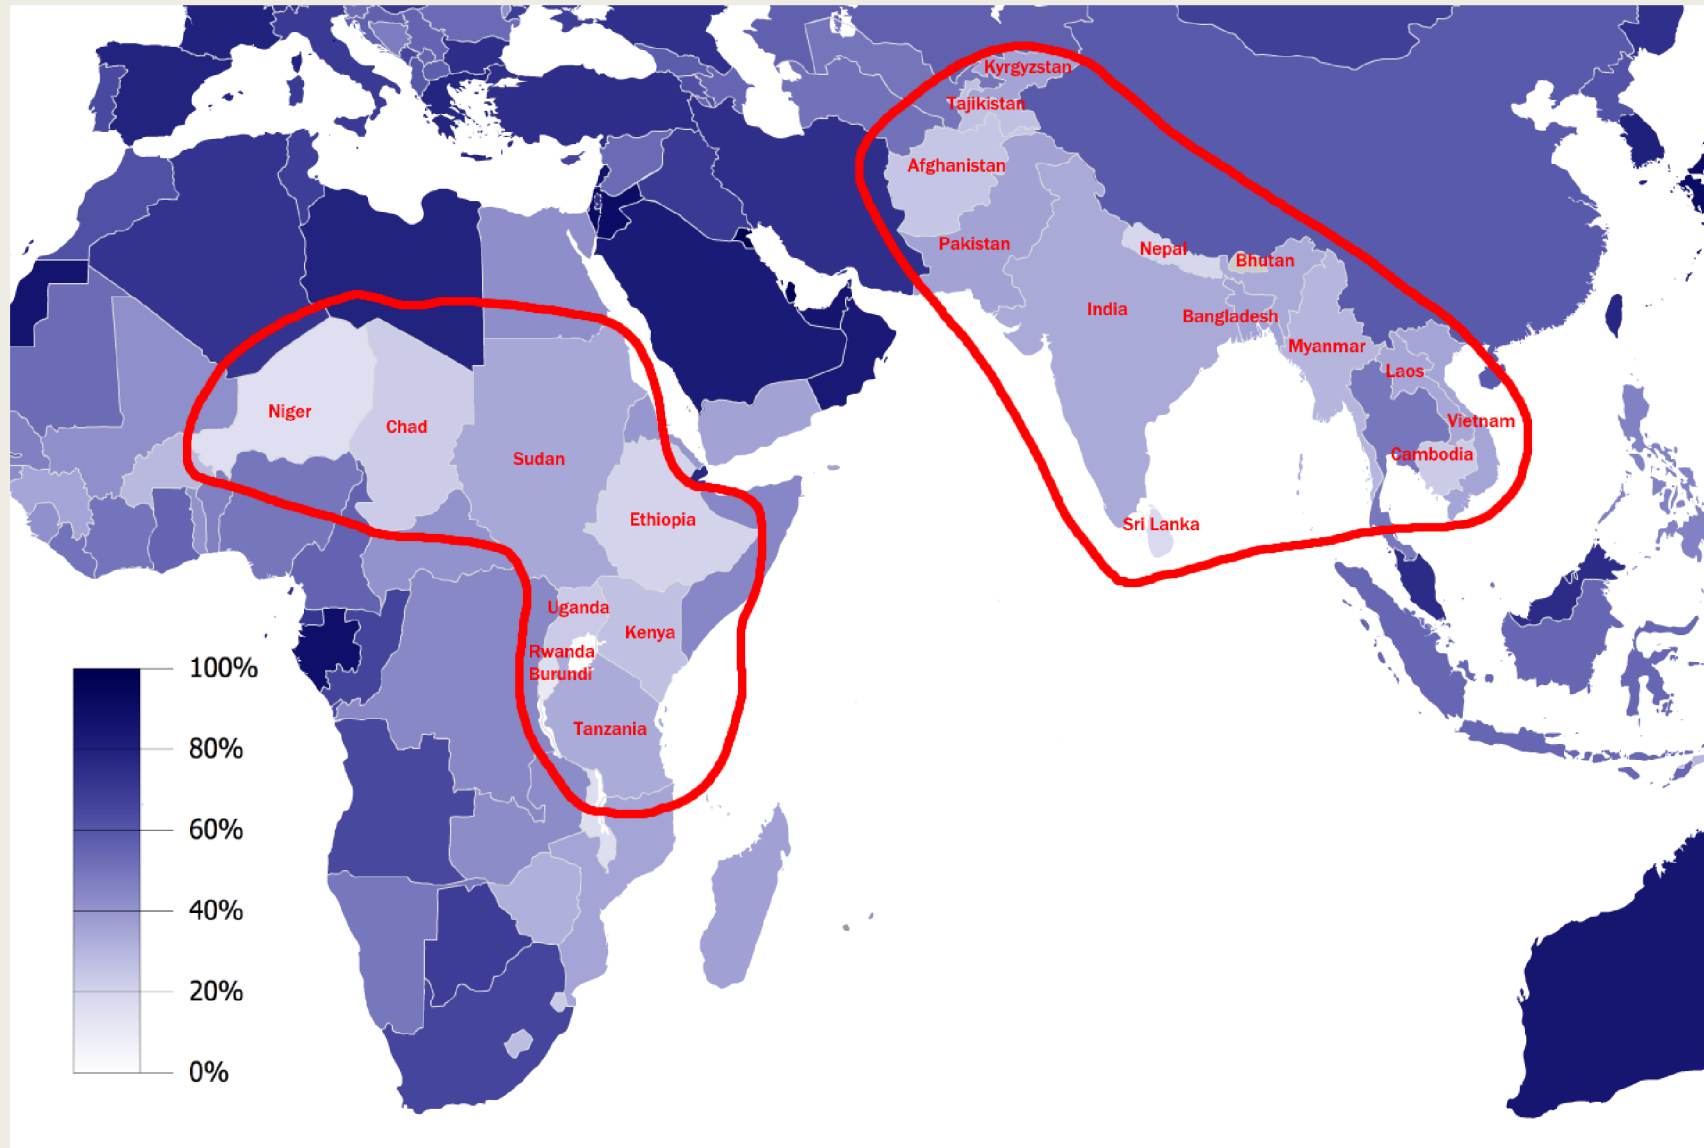 Kyrgyzstan
Tajikistan
Afghanistan
Pakistan
Nepal
Bhutan
India
Bangladesh
Myanmar
Laos
Vietnam
Cambodia
Sri Lanka
Niger
Chad
Sudan
Ethiopia
Uganda
Kenya
Rwanda
Burundi
Tanzania
100%
80%
60%
40%
20%
0%